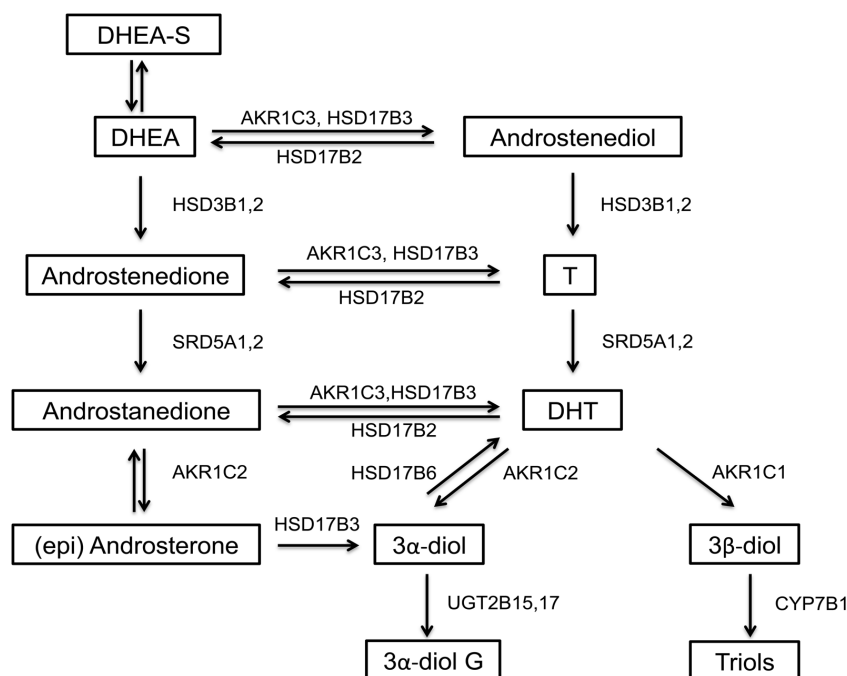 DHEA-S
DHEA
AKR1C3, HSD17B3
HSD17B2
Androstenediol
HSD3B1,2
HSD3B1,2
Androstenedione
AKR1C3, HSD17B3
HSD17B2
T
SRD5A1,2
SRD5A1,2
Androstanedione
AKR1C3,HSD17B3
HSD17B2
DHT
AKR1C2
HSD17B6
AKR1C2
AKR1C1
(epi) Androsterone
HSD17B3
3α-diol
3β-diol
UGT2B15,17
CYP7B1
3α-diol G
Triols